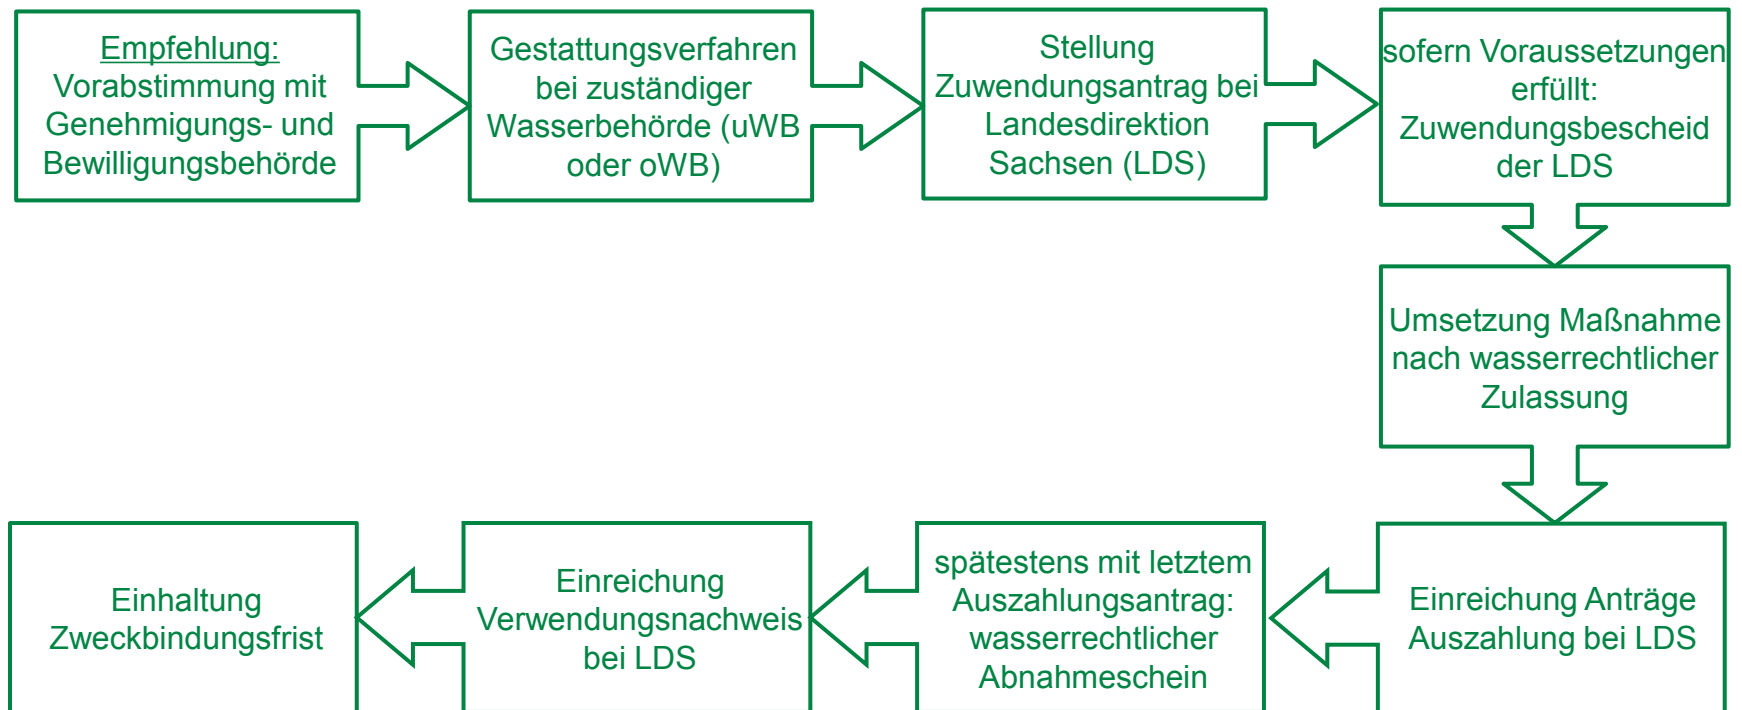 Empfehlung:
Vorabstimmung mit
Genehmigungs- und
Bewilligungsbehörde
Gestattungsverfahren
bei zuständiger
Wasserbehörde (uWB
oder oWB)
Stellung
Zuwendungsantrag bei
Landesdirektion
Sachsen (LDS)
sofern Voraussetzungen
erfüllt:
Zuwendungsbescheid
der LDS
Umsetzung Maßnahme
nach wasserrechtlicher
Zulassung
Einreichung Anträge
Auszahlung bei LDS
spätestens mit letztem
Auszahlungsantrag:
wasserrechtlicher
Abnahmeschein
Einreichung
Verwendungsnachweis
bei LDS
Einhaltung
Zweckbindungsfrist